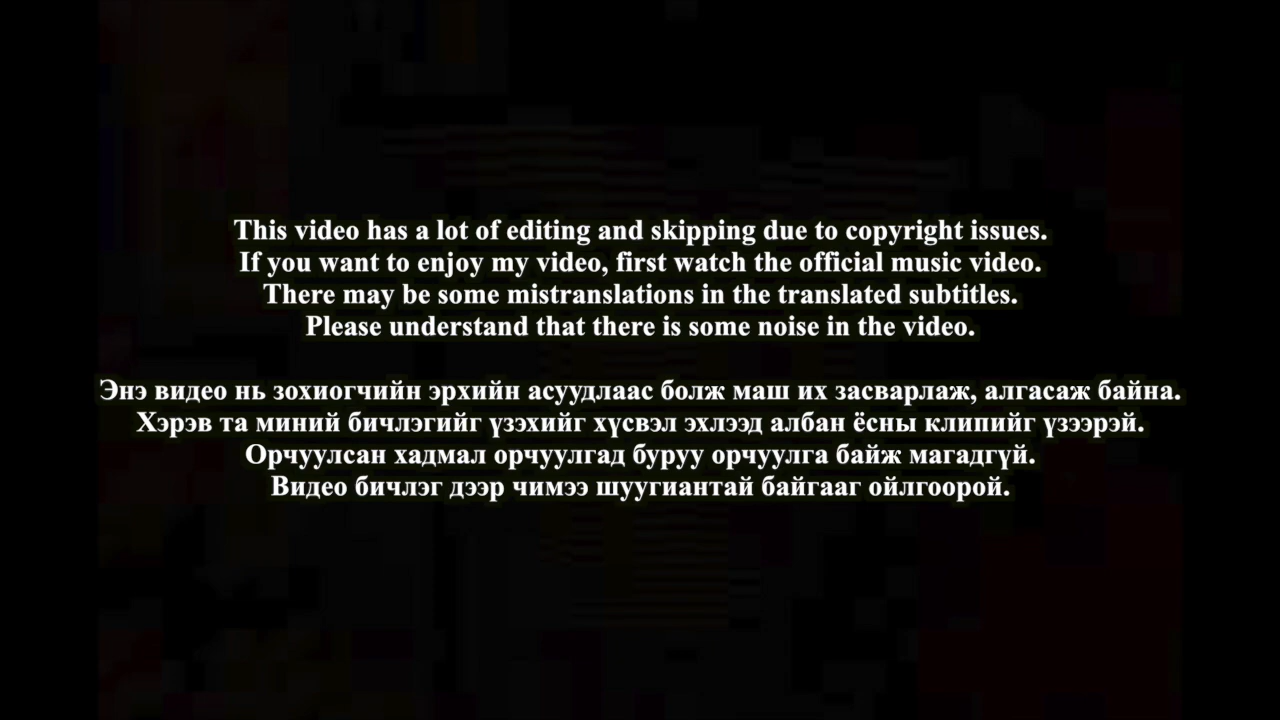 This video has a lot of editing and skipping due to copyright issues.
If you want to enjoy my video, first watch the official music video.
There may be some mistranslations in the translated subtitles.
Please understand that there is some noise in the video.
Энэ видео нь зохиогчийн эрхийн асуудлаас болж маш их засварлаж, алгасаж байна.
Хэрэв та миний бичлэгийг үзэхийг хүсвэл эхлээд албан ёсны клипийг үзээрэй.
Орчуулсан хадмал орчуулгад буруу орчуулга байж магадгүй.
Видео бичлэг дээр чимээ шуугиантай байгааг ойлгоорой.